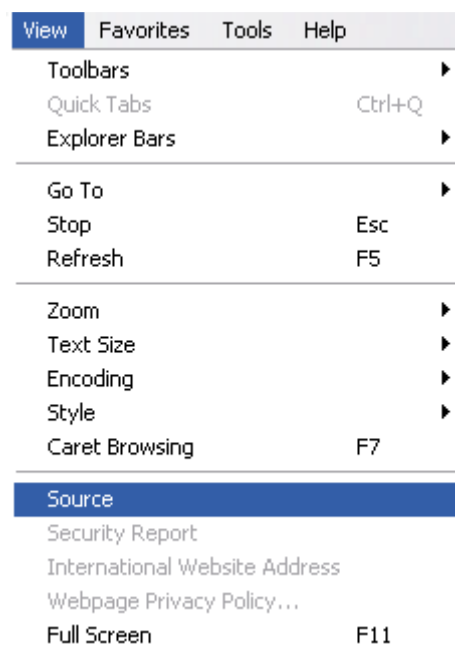 View Favorites Tools Help
Toolbars
Quick Tabs Ctrl+Q
Explorer Bars
Go To
Stop Esc
Refresh F5
Zoom
Text Size
Encoding
Style
Caret Browsing F7
Source
Security Report
International Website Address
Webpage Privacy Policy...
Full Screen F11